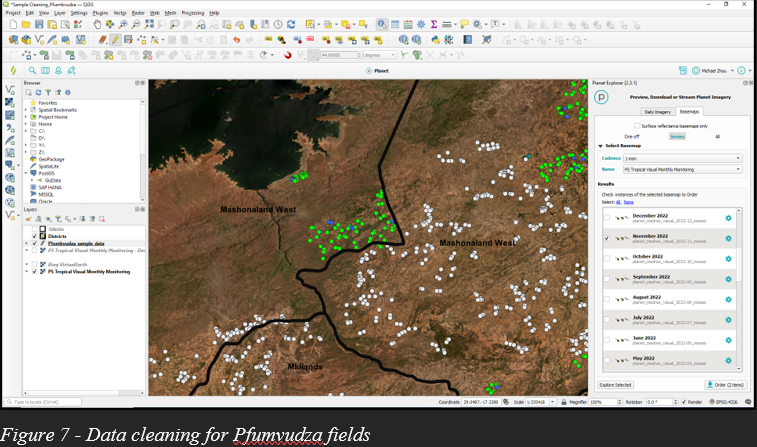 *Sample Cleaning_Pfumbvudza — QGIS
Project Edit View Layer Settings Plugins Vector Raster Database Web Mesh Processing Help
44.00000 degrees
Planet
Michael Zhou
Browser
Favorites
Spatial Bookmarks
Project Home
Home
C:\
D:\
Y:\
Z:\
GeoPackage
SpatiaLite
PostGIS
GisData
SAP HANA
MSSQL
Oracle
Layers
Districts
Pfumbvudza sample data
PS Tropical Visual Monthly Monitoring - Dec
Bing VirtualEarth
PS Tropical Visual Monthly Monitoring
Mashonaland West
Mashonaland West
Midlands
Planet Explorer [2.3.1]
Preview, Download or Stream Planet Imagery
Daily Imagery Basemaps
Surface reflectance basemaps only
One off Series All
Select Basemap
Cadence 1 mon
Name PS Tropical Visual Monthly Monitoring
Results
Check instances of the selected basemap to Order
Select: All None
December 2022
planet_medres_visual_2022-12_mosaic
November 2022
planet_medres_visual_2022-11_mosaic
October 2022
planet_medres_visual_2022-10_mosaic
September 2022
planet_medres_visual_2022-09_mosaic
August 2022
planet_medres_visual_2022-08_mosaic
July 2022
planet_medres_visual_2022-07_mosaic
June 2022
planet_medres_visual_2022-06_mosaic
May 2022
planet_medres_visual_2022-05_mosaic
Explore Selected Order (2 items)
Type to locate (Ctrl+K)
Coordinate 29.0487,-17.3288 Scale 1:335418 Magnifier 100% Rotation 0.0 ° Render EPSG:4326
Figure 7 - Data cleaning for Pfumvudza fields